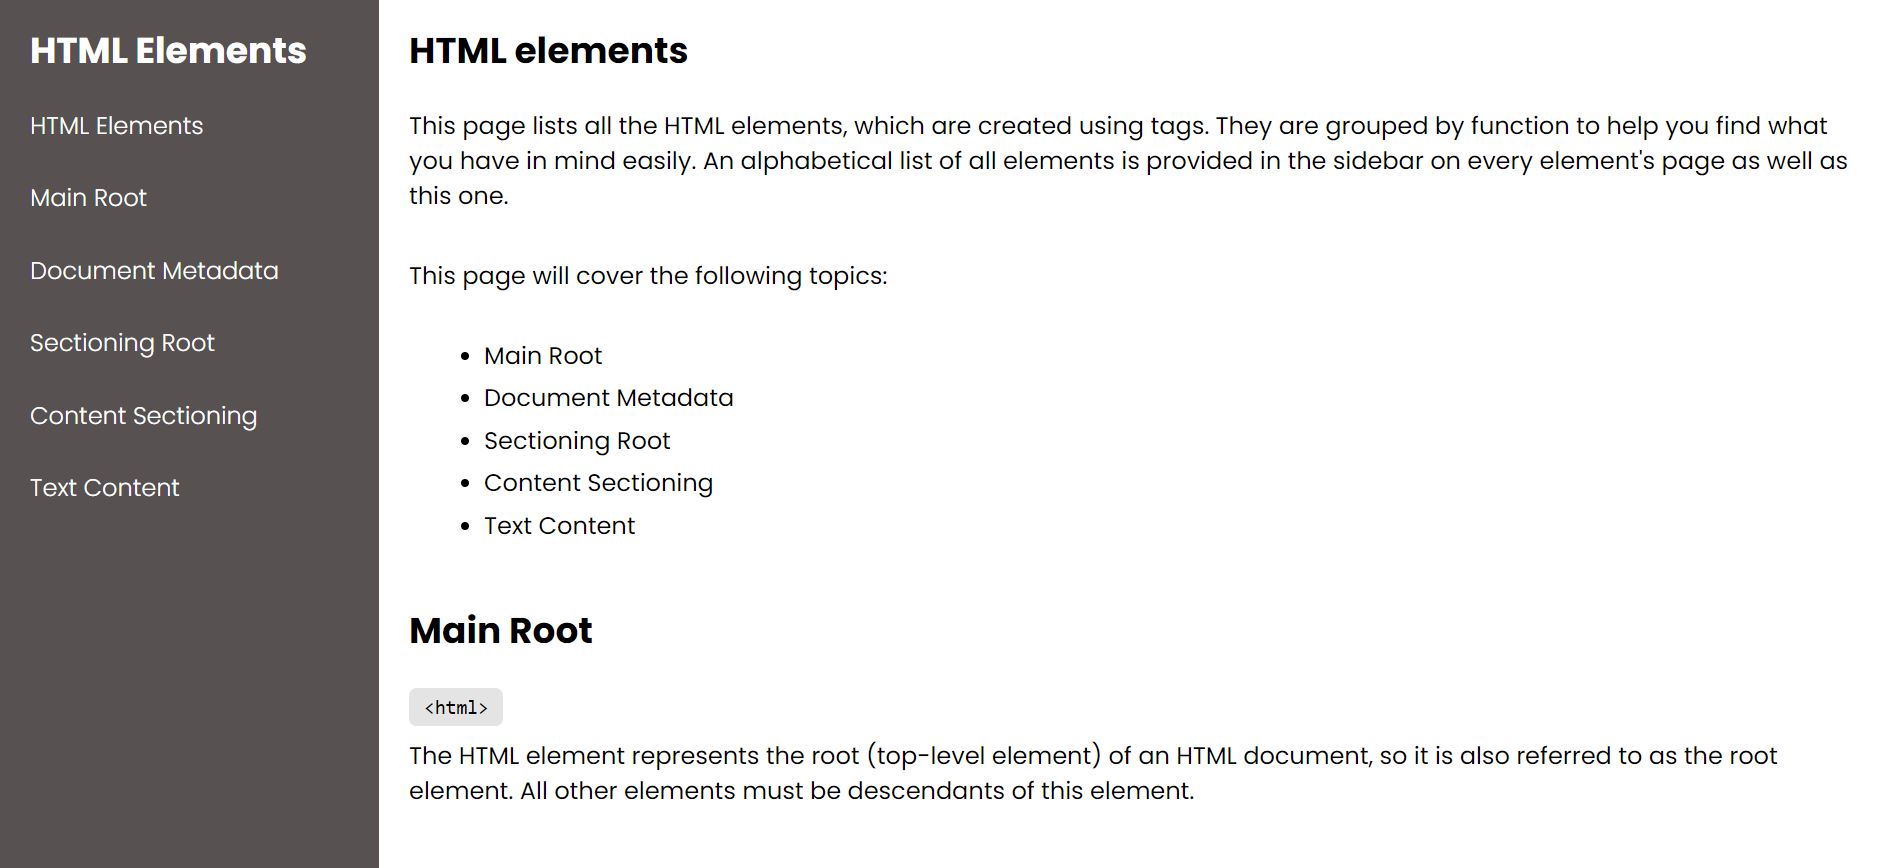 HTML Elements
HTML Elements
Main Root
Document Metadata
Sectioning Root
Content Sectioning
Text Content
HTML elements
This page lists all the HTML elements, which are created using tags. They are grouped by function to help you find what
you have in mind easily. An alphabetical list of all elements is provided in the sidebar on every element's page as well as
this one.
This page will cover the following topics:
• Main Root
• Document Metadata
• Sectioning Root
• Content Sectioning
• Text Content
Main Root
<html>
The HTML element represents the root (top-level element) of an HTML document, so it is also referred to as the root
element. All other elements must be descendants of this element.